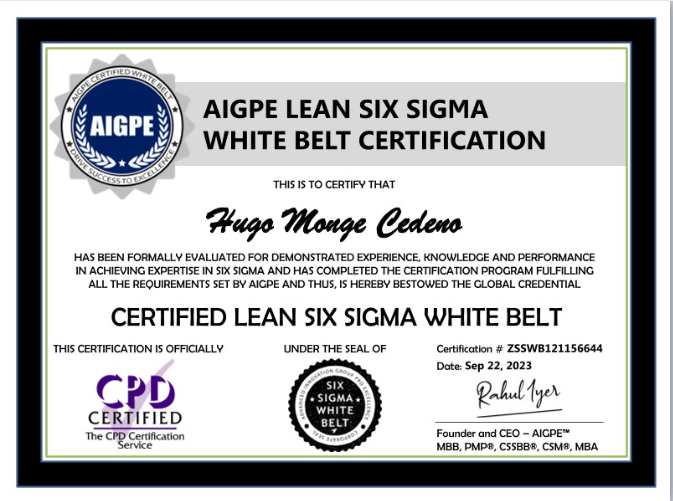 AIGPE CERTIFIED WHITE BELT
AIGPE
DRIVE SUCCESS TO EXCELLENCE
AIGPE LEAN SIX SIGMA
WHITE BELT CERTIFICATION
THIS IS TO CERTIFY THAT
Hugo Monge Cedeno
HAS BEEN FORMALLY EVALUATED FOR DEMONSTRATED EXPERIENCE, KNOWLEDGE AND PERFORMANCE
IN ACHIEVING EXPERTISE IN SIX SIGMA AND HAS COMPLETED THE CERTIFICATION PROGRAM FULFILLING
ALL THE REQUIREMENTS SET BY AIGPE AND THUS, IS HEREBY BESTOWED THE GLOBAL CREDENTIAL
CERTIFIED LEAN SIX SIGMA WHITE BELT
THIS CERTIFICATION IS OFFICIALLY
CPD
CERTIFIED
The CPD Certification
Service
UNDER THE SEAL OF
ADVANCED INNOVATION GROUP PRO EXCELLENCE
SIX
SIGMA
WHITE
BELT
CORPORATE SEAL
Certification # ZSSWB121156644
Date: Sep 22, 2023
Rahul Iyer
Founder and CEO – AIGPE™
MBB, PMP®, CSSBB®, CSM®, MBA